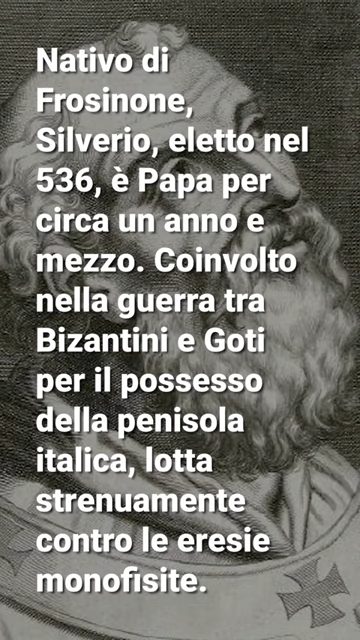 Nativo di
Frosinone,
Silverio, eletto nel
536, è Papa per
circa un anno e
mezzo. Coinvolto
nella guerra tra
Bizantini e Goti
per il possesso
della penisola
italica, lotta
strenuamente
contro le eresie
monofisite.